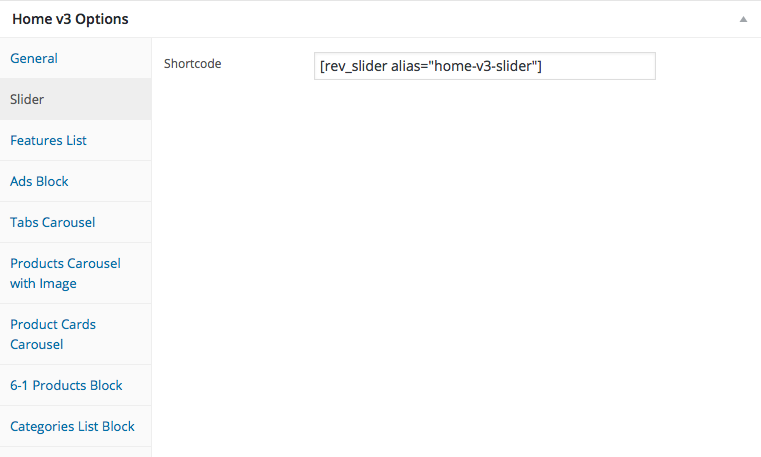 Home v3 Options
General
Shortcode
[rev_slider alias="home-v3-slider"]
Slider
Features List
Ads Block
Tabs Carousel
Products Carousel
with Image
Product Cards
Carousel
6-1 Products Block
Categories List Block